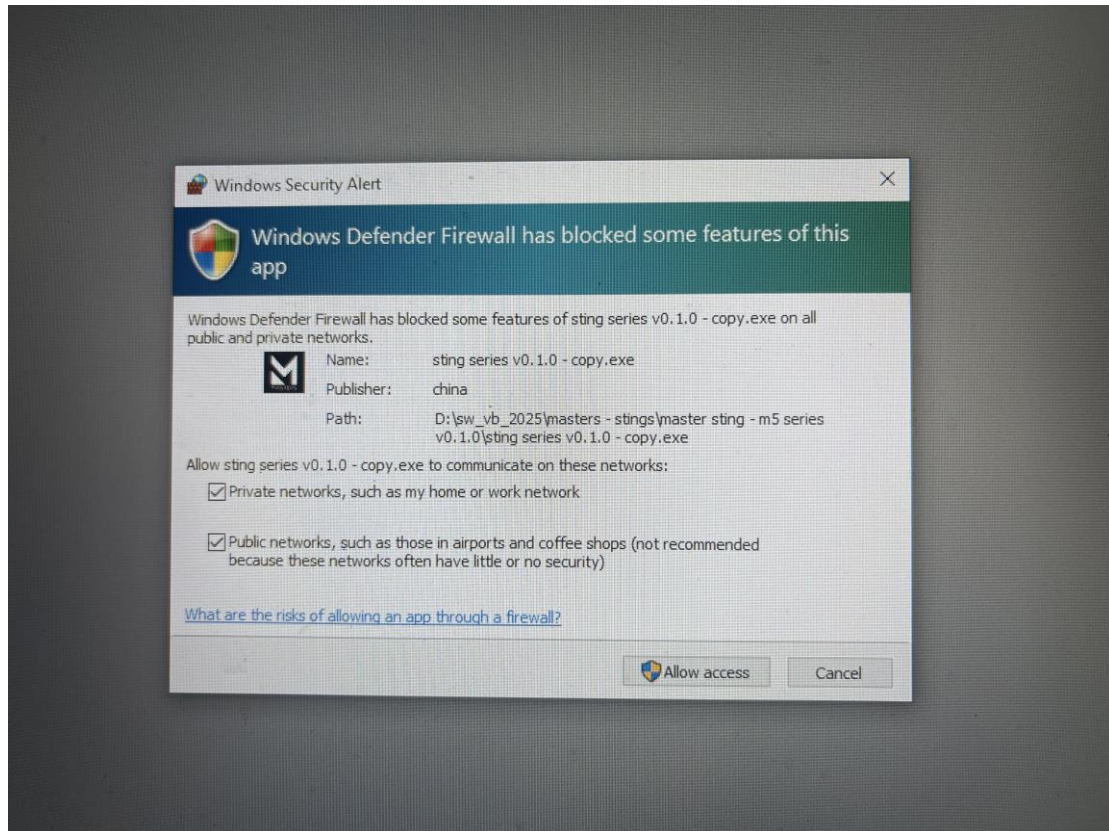 Windows Security Alert
Windows Defender Firewall has blocked some features of this
app
Windows Defender Firewall has blocked some features of sting series v0.1.0 - copy.exe on all
public and private networks.
Name: sting series v0.1.0 - copy.exe
Publisher: china
Path: D:\sw_vb_2025\masters - stings\master sting - m5 series
v0.1.0\sting series v0.1.0 - copy.exe
Allow sting series v0.1.0 - copy.exe to communicate on these networks:
Private networks, such as my home or work network
Public networks, such as those in airports and coffee shops (not recommended
because these networks often have little or no security)
What are the risks of allowing an app through a firewall?
Allow access
Cancel